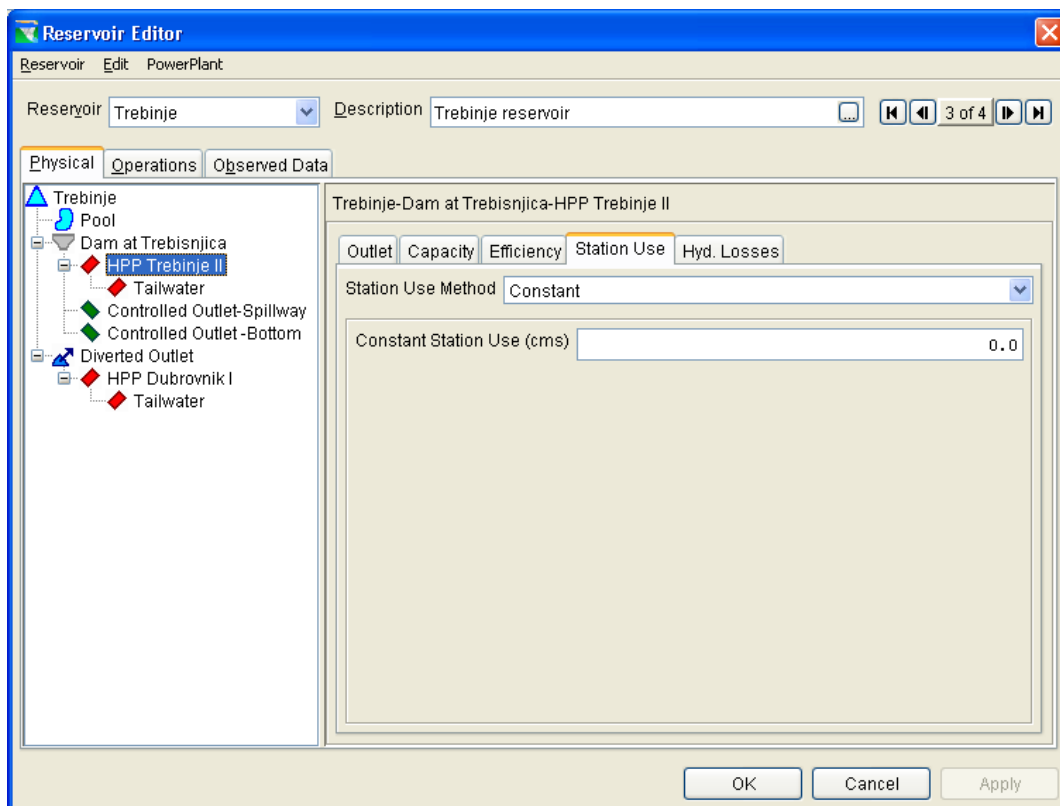 Reservoir Editor
Reservoir Edit PowerPlant
Reservoir Trebinje Description Trebinje reservoir ... 3 of 4
Physical Operations Observed Data
Trebinje
Pool
Dam at Trebisnjica
HPP Trebinje II
Tailwater
Controlled Outlet-Spillway
Controlled Outlet-Bottom
Diverted Outlet
HPP Dubrovnik I
Tailwater
Trebinje-Dam at Trebisnjica-HPP Trebinje II
Outlet Capacity Efficiency Station Use Hyd. Losses
Station Use Method Constant
Constant Station Use (cms) 0.0
OK Cancel Apply